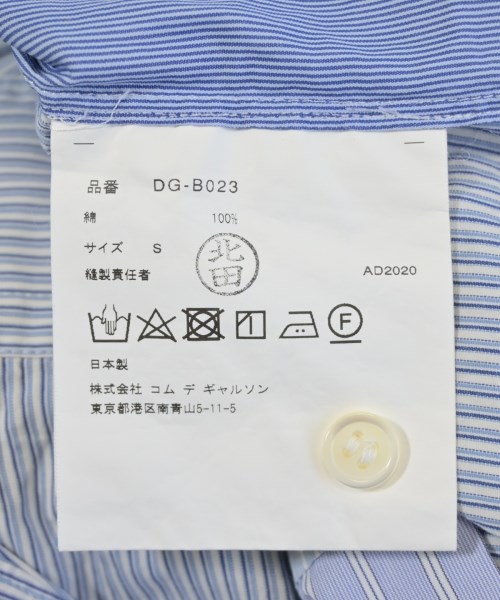 品番 DG-B023
綿 100%
サイズ S
北田
縫製責任者 AD2020
F
日本製
株式会社 コム デ ギャルソン
東京都港区南青山5-11-5